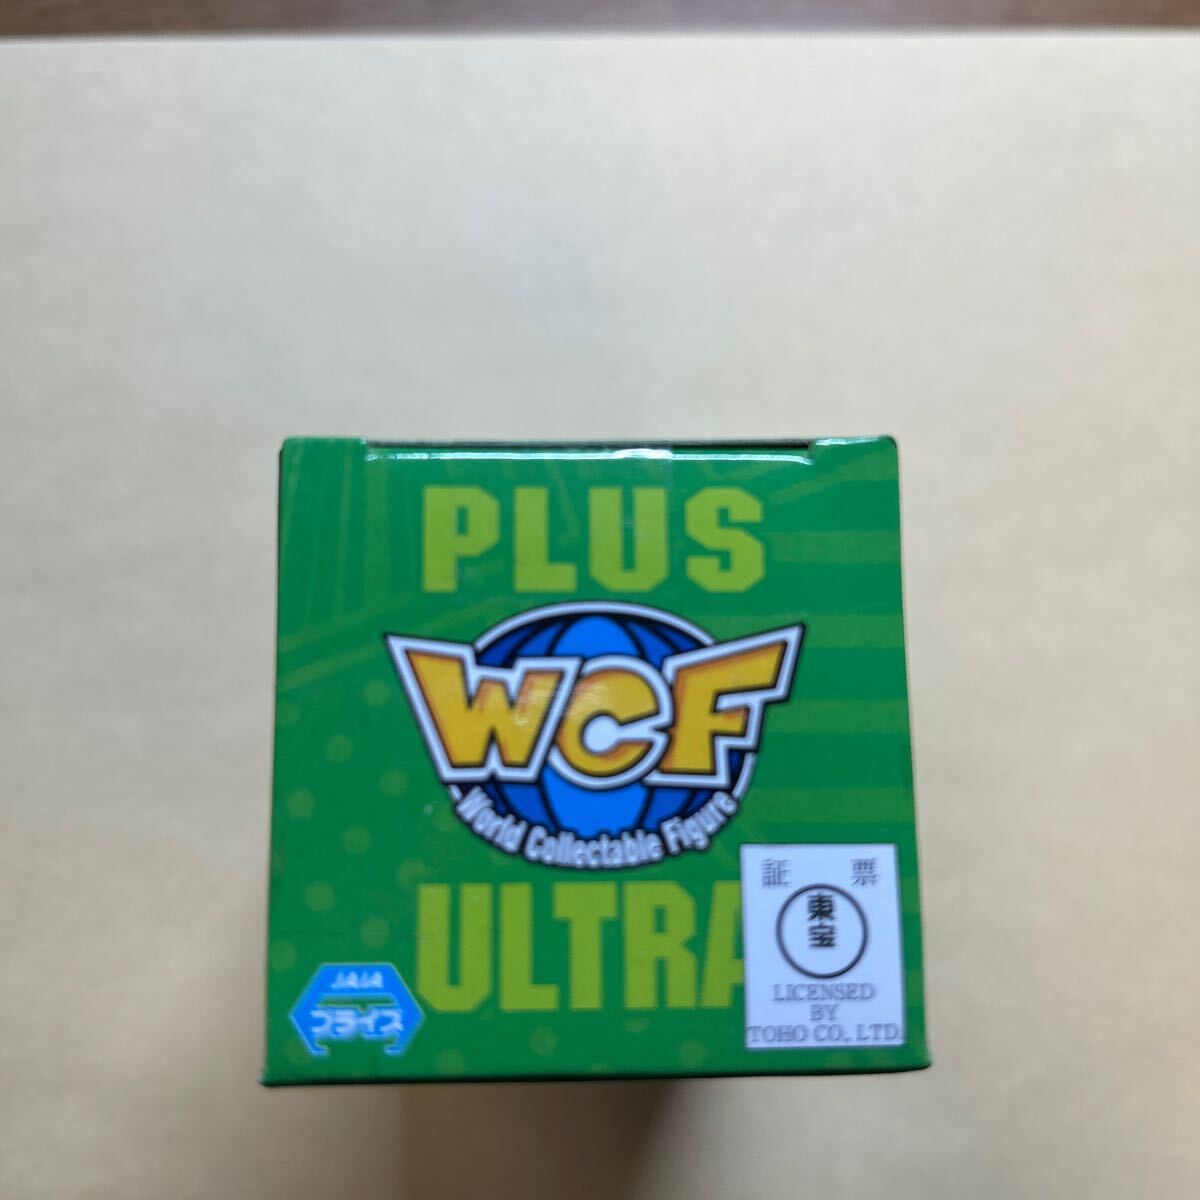 PLUS
WCF
World Collectable Figure
ULTRA
証 票
東宝
LICENSED
BY
TOHO CO., LTD.
JAIA
プライズ